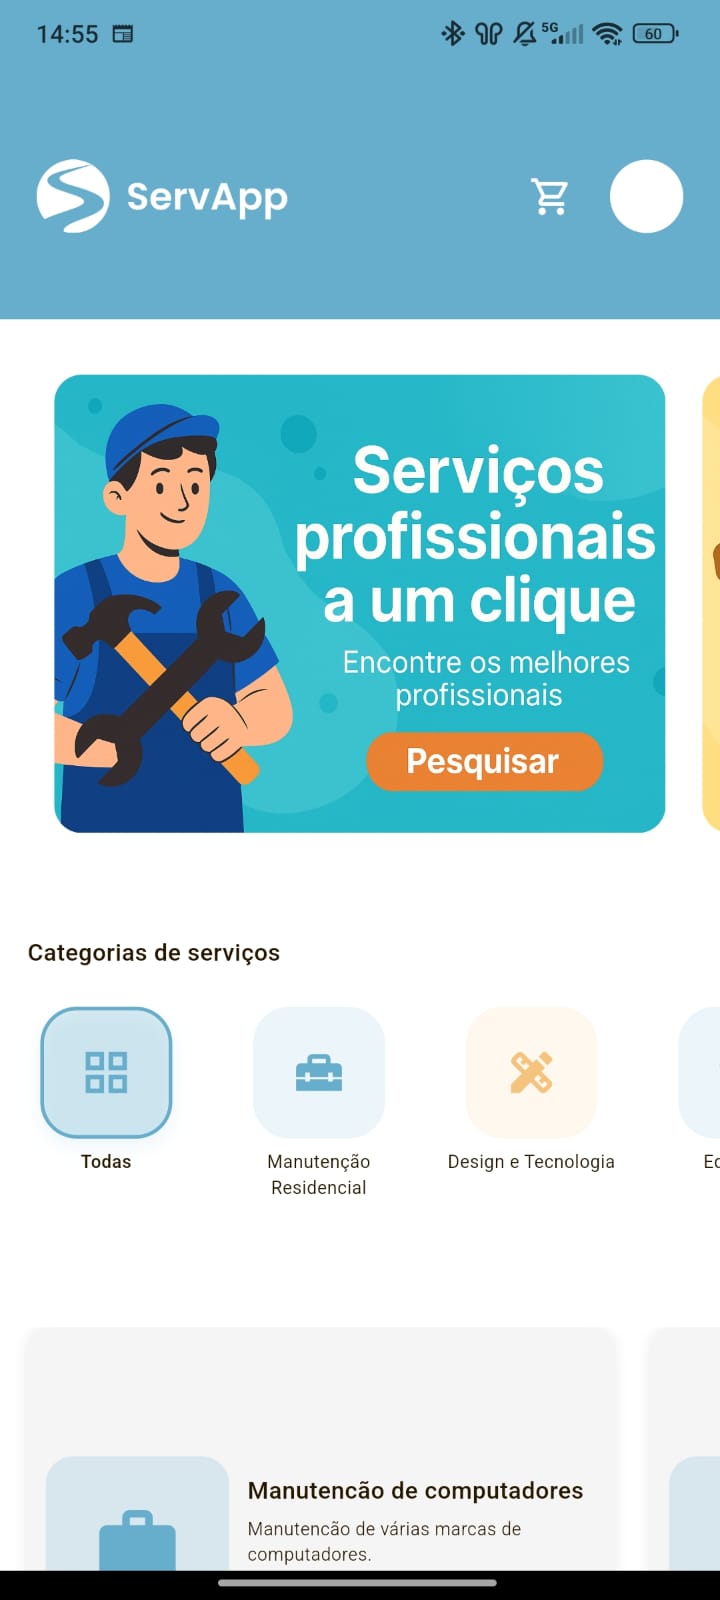 14:55
5G
60
ServApp
Serviços
profissionais
a um clique
Encontre os melhores
profissionais
Pesquisar
Categorias de serviços
Todas
Manutenção
Residencial
Design e Tecnologia
Manutencão de computadores
Manutencão de várias marcas de
computadores.